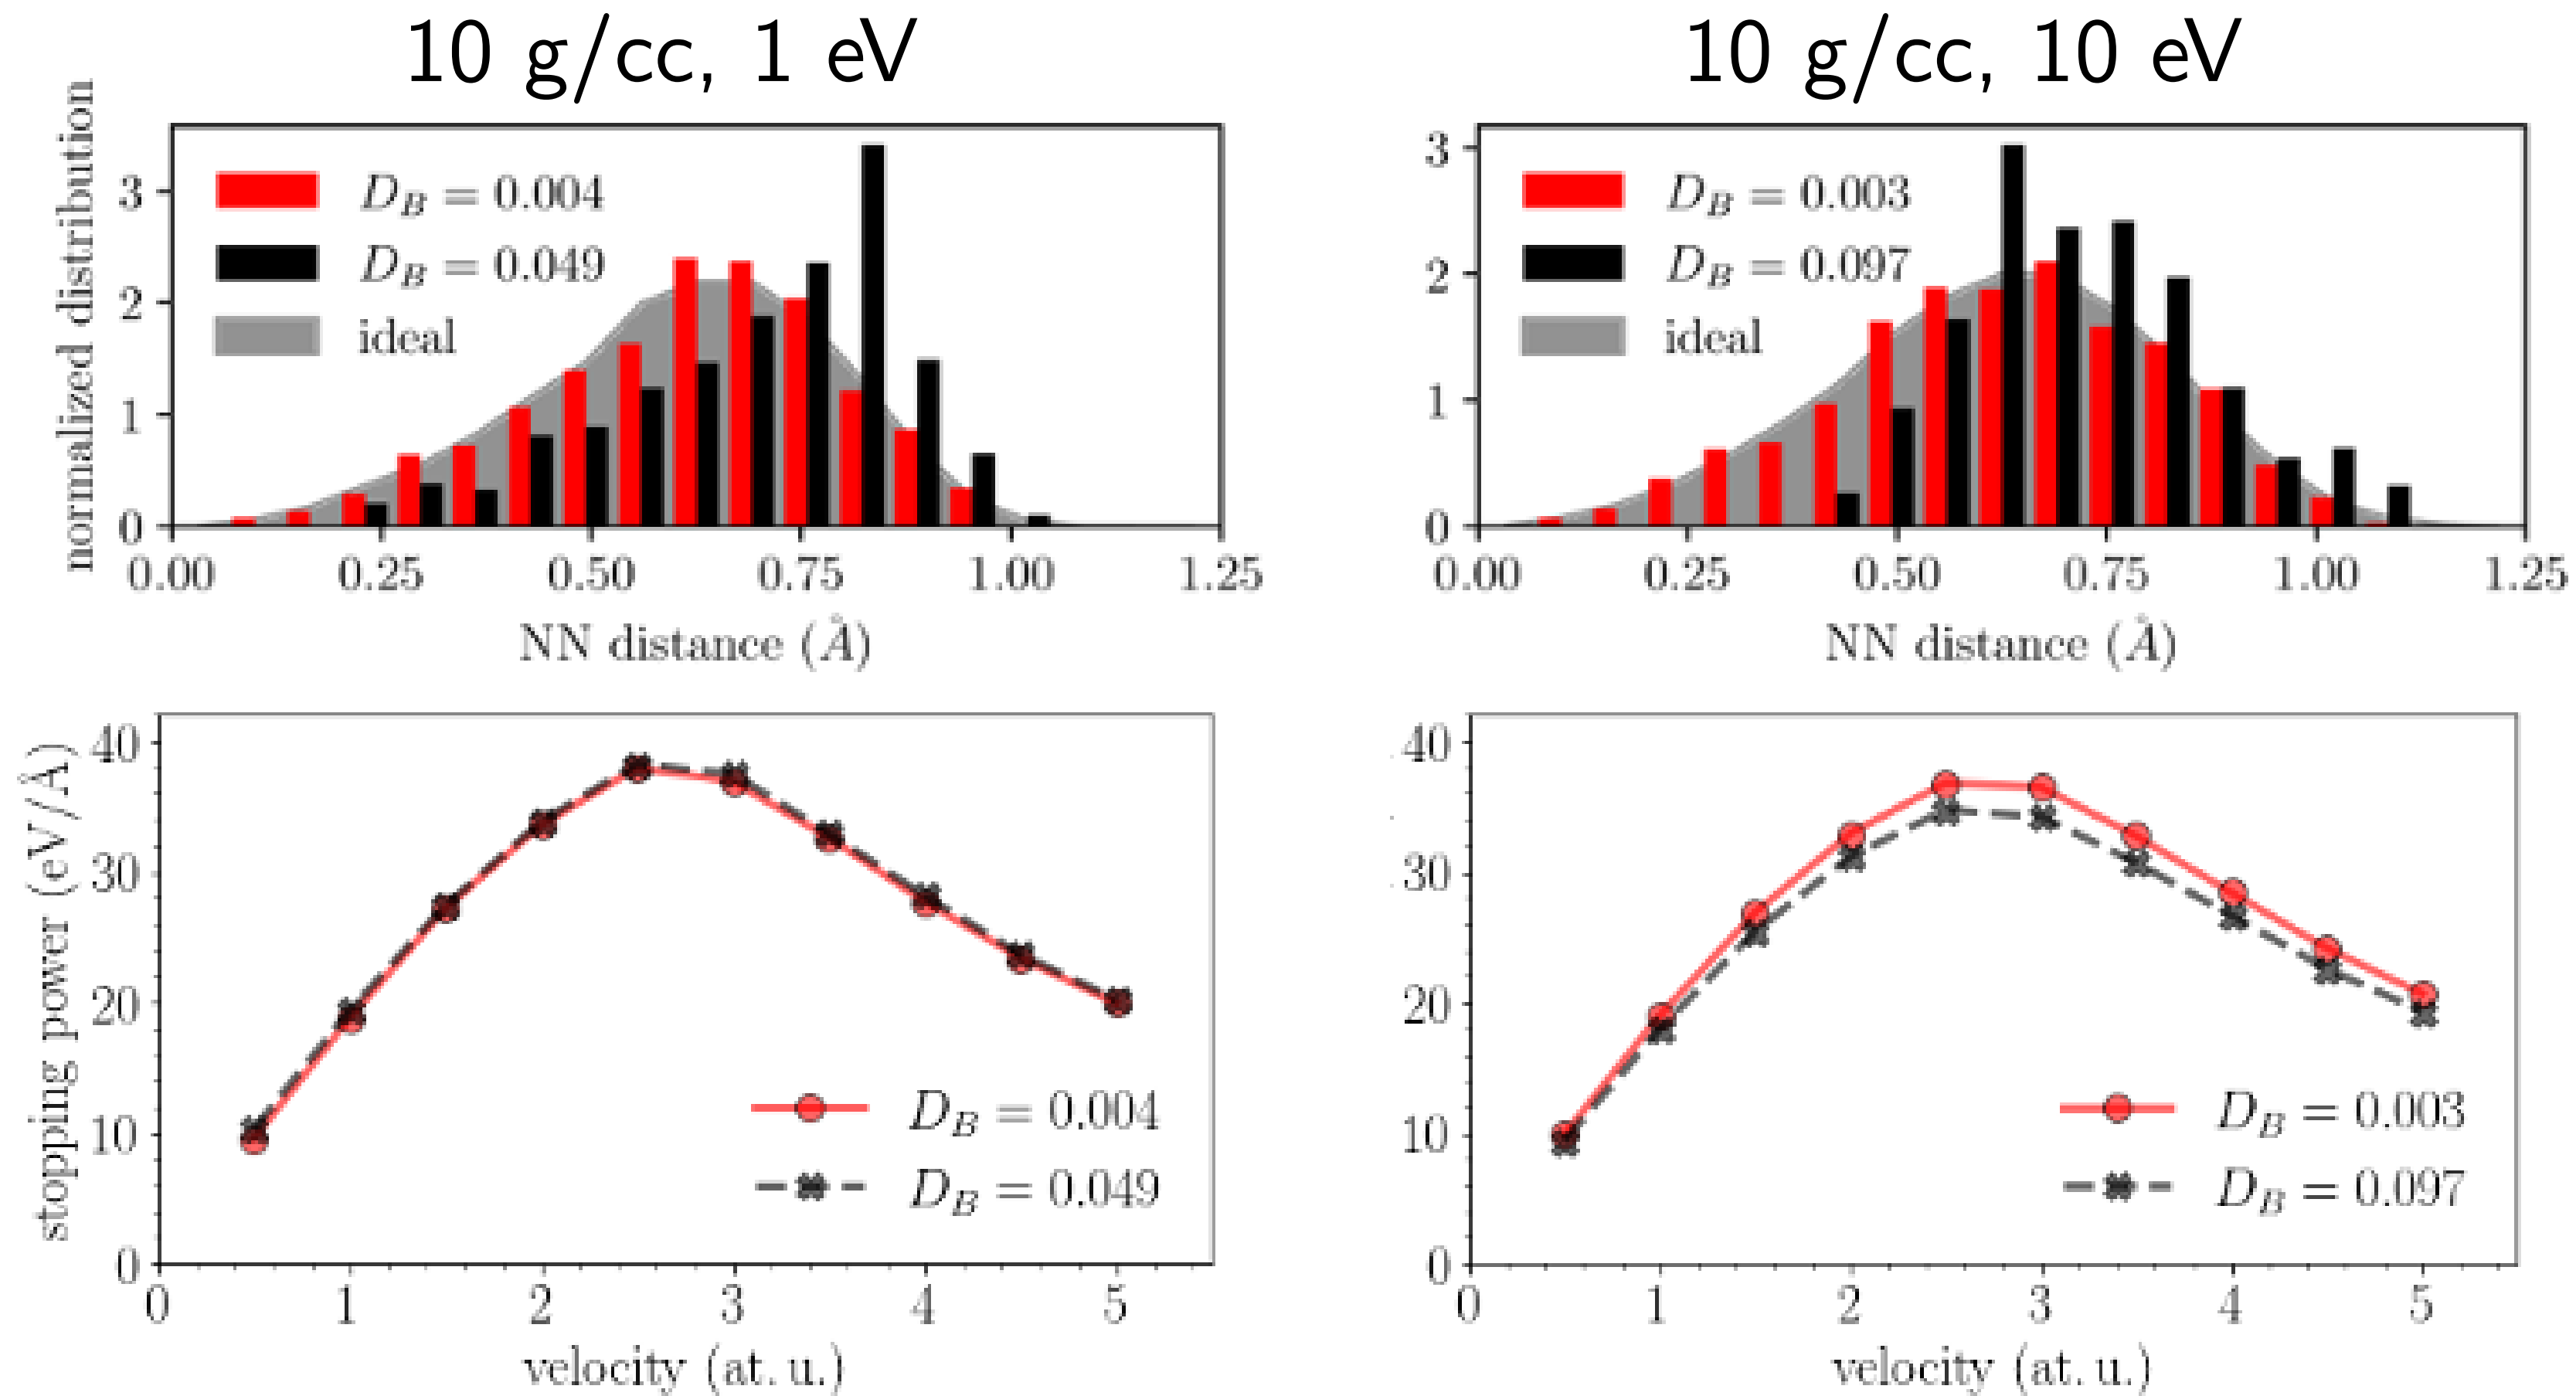 10 g/cc, 1 eV
10 g/cc, 10 eV
normalized distribution
3
2
1
0
D_B = 0.004
D_B = 0.049
ideal
0.00 0.25 0.50 0.75 1.00 1.25
NN distance (Å)
3
2
1
0
D_B = 0.003
D_B = 0.097
ideal
0.00 0.25 0.50 0.75 1.00 1.25
NN distance (Å)
stopping power (eV/Å)
40
30
20
10
0
D_B = 0.004
D_B = 0.049
0 1 2 3 4 5
velocity (at. u.)
40
30
20
10
0
D_B = 0.003
D_B = 0.097
0 1 2 3 4 5
velocity (at. u.)